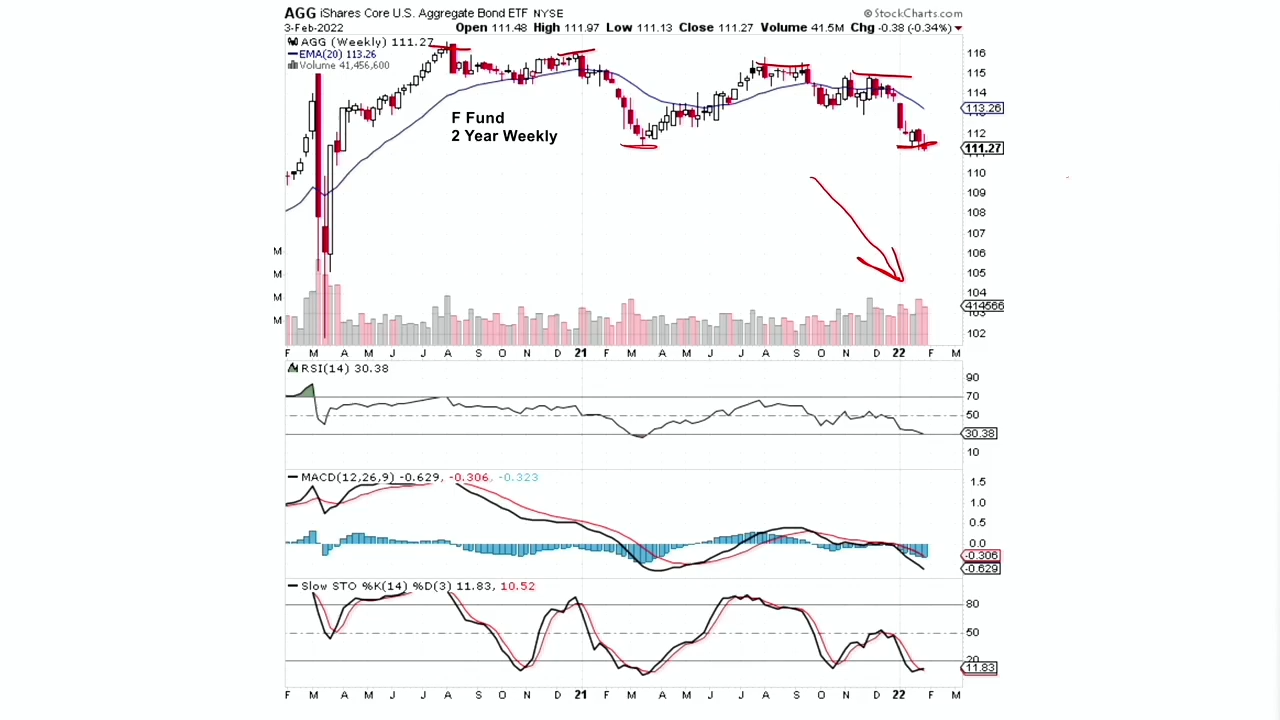 AGG iShares Core U.S. Aggregate Bond ETF NYSE
© StockCharts.com
3-Feb-2022
Open 111.48 High 111.97 Low 111.13 Close 111.27 Volume 41.5M Chg -0.38 (-0.34%)
AGG (Weekly) 111.27
EMA(20) 113.26
Volume 41,456,600
F Fund
2 Year Weekly
116
115
114
113.26
113
112
111.27
110
109
108
107
106
105
104
414566
103
102
M
M
M
M
F M A M J J A S O N D 21 F M A M J J A S O N D 22 F M
RSI(14) 30.38
90
70
50
30.38
10
MACD(12,26,9) -0.629, -0.306, -0.323
1.5
1.0
0.5
0.0
-0.306
-0.629
Slow STO %K(14) %D(3) 11.83, 10.52
80
50
20
11.83
F M A M J J A S O N D 21 F M A M J J A S O N D 22 F M